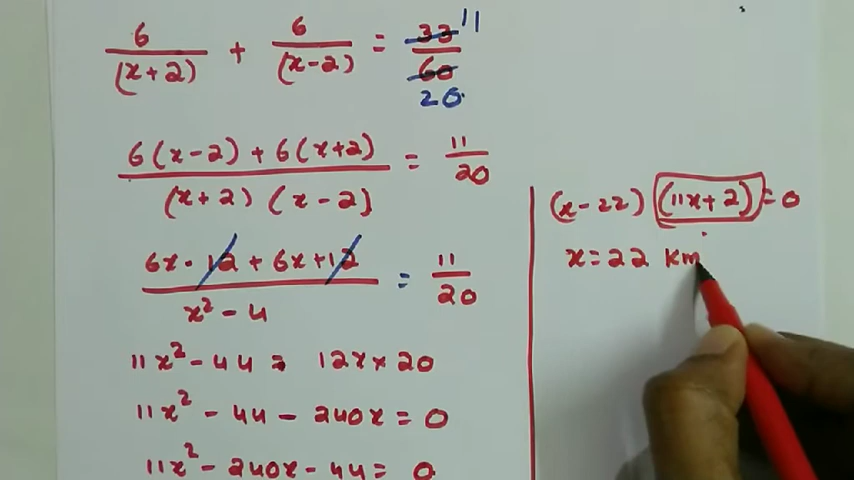 6/(x+2) + 6/(x-2) = 33/60 11
20
6(x-2) + 6(x+2) / (x+2) (x-2) = 11/20
6x - 12 + 6x + 12 / x² - 4 = 11/20
11x² - 44 = 12x × 20
11x² - 44 - 240x = 0
11x² - 240x - 44 = 0
(x-22) (11x+2) = 0
x = 22 km